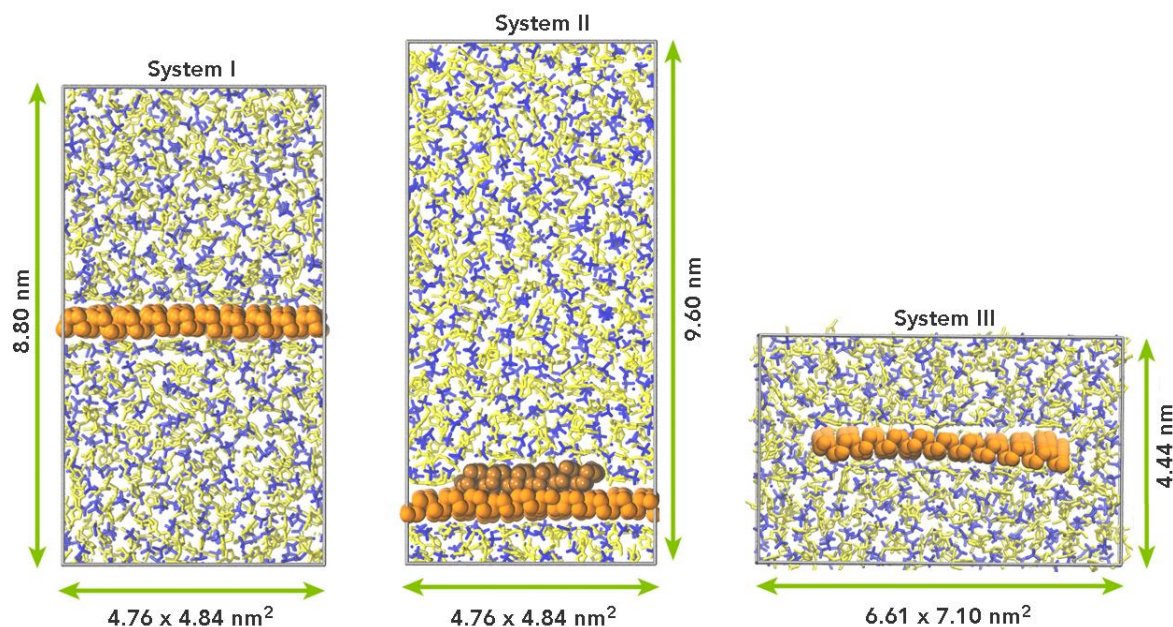 System I
8.80 nm
4.76 x 4.84 nm²
System II
9.60 nm
4.76 x 4.84 nm²
System III
4.44 nm
6.61 x 7.10 nm²